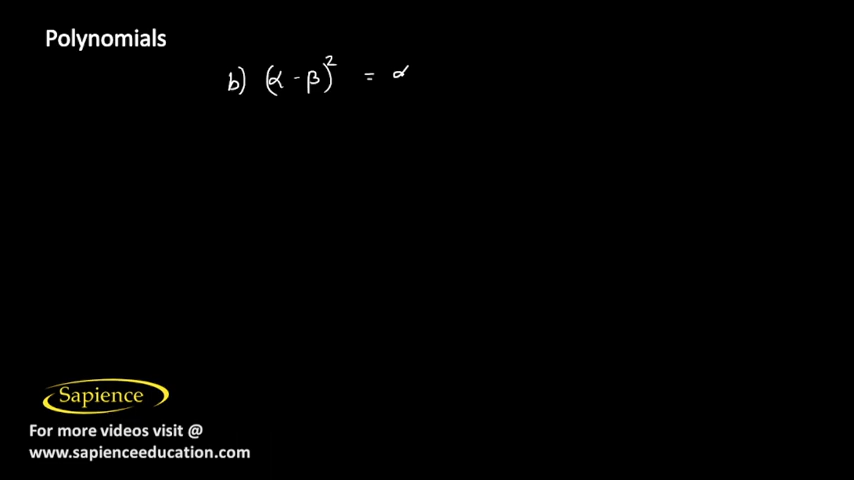 Polynomials
b) (α - β)² = α
Sapience
For more videos visit @
www.sapienceeducation.com